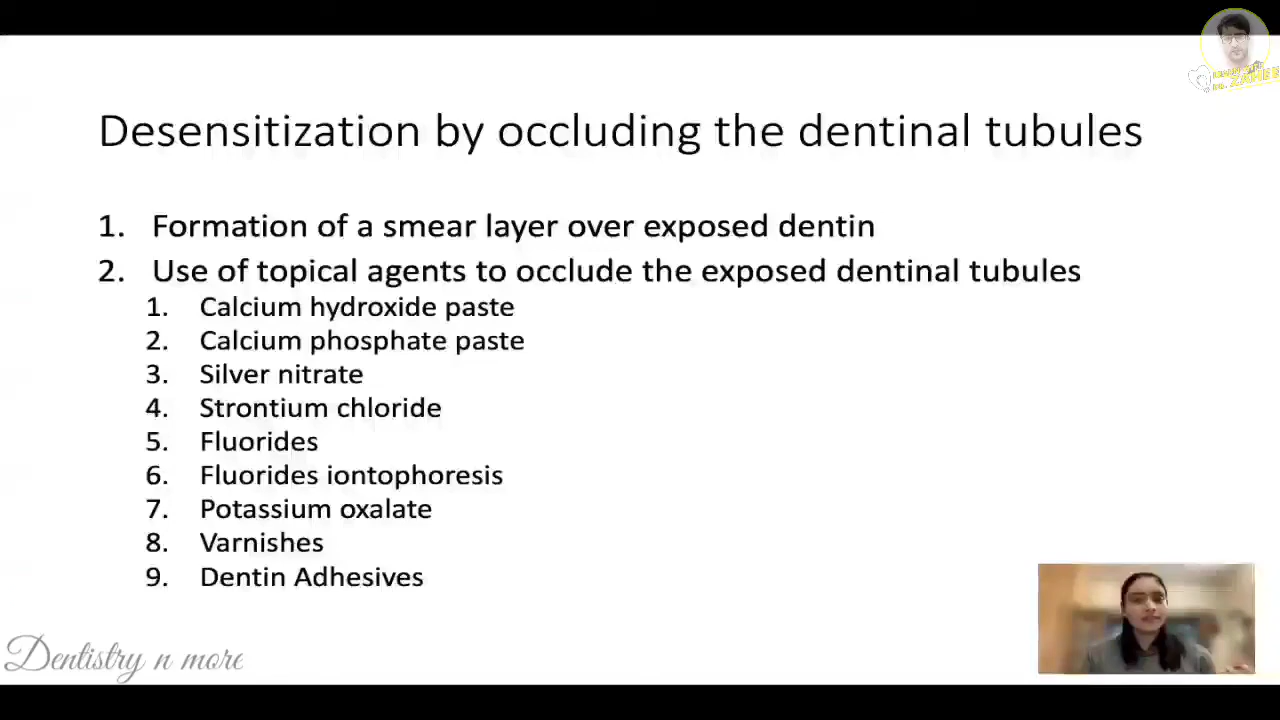 Desensitization by occluding the dentinal tubules
1. Formation of a smear layer over exposed dentin
2. Use of topical agents to occlude the exposed dentinal tubules
1. Calcium hydroxide paste
2. Calcium phosphate paste
3. Silver nitrate
4. Strontium chloride
5. Fluorides
6. Fluorides iontophoresis
7. Potassium oxalate
8. Varnishes
9. Dentin Adhesives
Dentistry n more